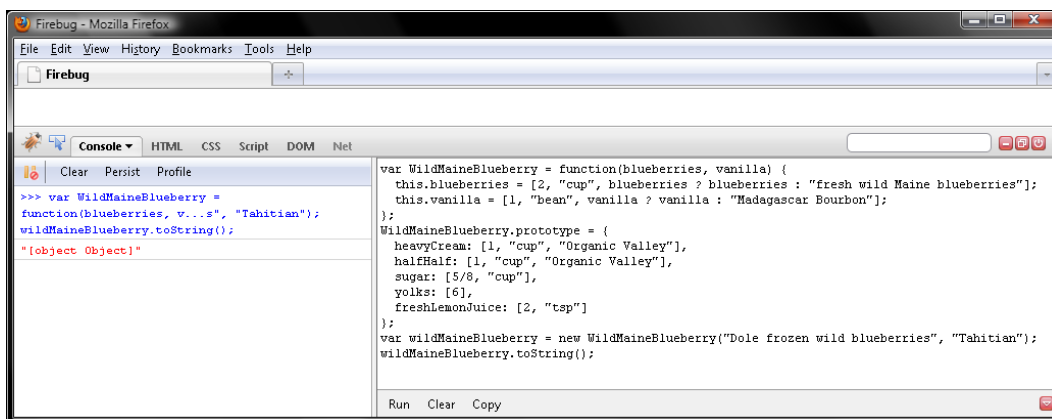 Firebug - Mozilla Firefox
File Edit View History Bookmarks Tools Help
Firebug
Console HTML CSS Script DOM Net
Clear Persist Profile
>>> var WildMaineBlueberry =
function(blueberries, v...s", "Tahitian");
wildMaineBlueberry.toString();
"[object Object]"
var WildMaineBlueberry = function(blueberries, vanilla) {
  this.blueberries = [2, "cup", blueberries ? blueberries : "fresh wild Maine blueberries"];
  this.vanilla = [1, "bean", vanilla ? vanilla : "Madagascar Bourbon"];
};
WildMaineBlueberry.prototype = {
  heavyCream: [1, "cup", "Organic Valley"],
  halfHalf: [1, "cup", "Organic Valley"],
  sugar: [5/8, "cup"],
  yolks: [6],
  freshLemonJuice: [2, "tsp"]
};
var wildMaineBlueberry = new WildMaineBlueberry("Dole frozen wild blueberries", "Tahitian");
wildMaineBlueberry.toString();
Run Clear Copy